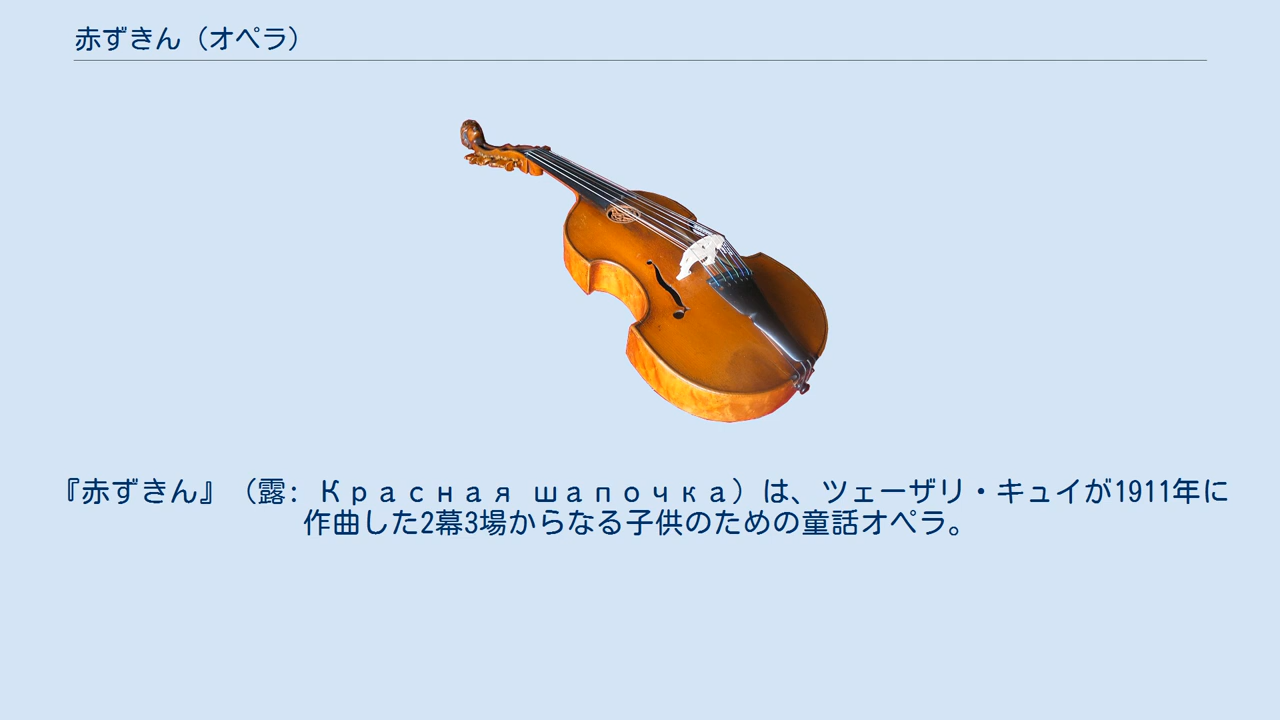 赤ずきん（オペラ）
『赤ずきん』（露: Красная шапочка）は、ツェーザリ・キュイが1911年に
作曲した2幕3場からなる子供のための童話オペラ。